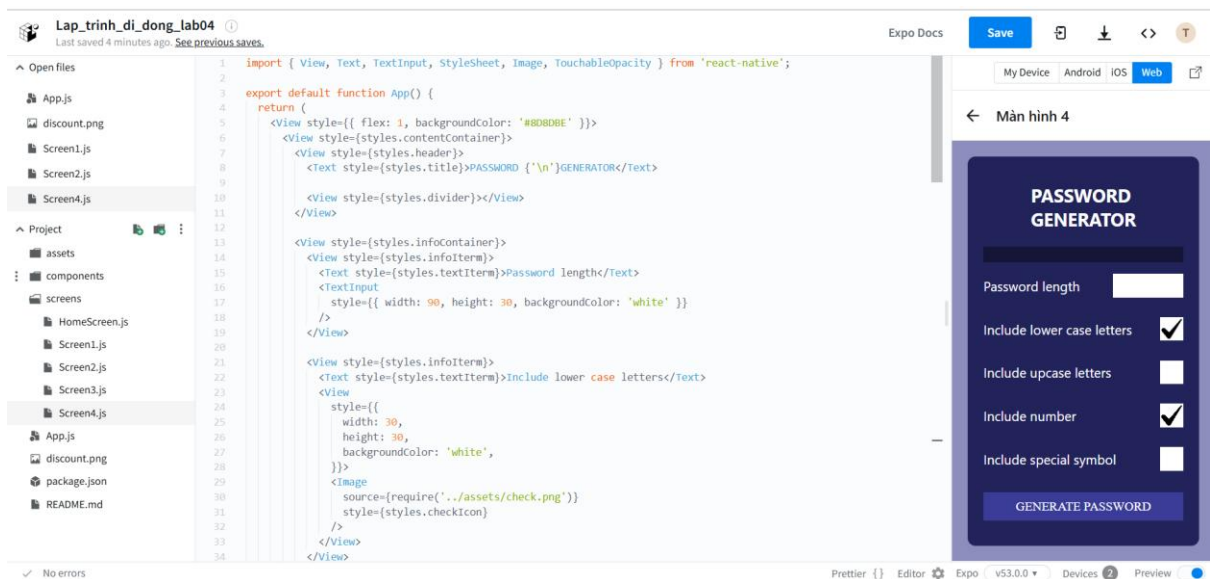 Lap_trinh_di_dong_lab04
Last saved 4 minutes ago. See previous saves.
Expo Docs
Save
T
Open files
App.js
discount.png
Screen1.js
Screen2.js
Screen4.js
Project
assets
components
screens
HomeScreen.js
Screen1.js
Screen2.js
Screen3.js
Screen4.js
App.js
discount.png
package.json
README.md
1 import { View, Text, TextInput, StyleSheet, Image, TouchableOpacity } from 'react-native';
2
3 export default function App() {
4 return (
5 <View style={{ flex: 1, backgroundColor: '#8D8DBE' }}>
6 <View style={styles.contentContainer}>
7 <View style={styles.header}>
8 <Text style={styles.title}>PASSWORD {'\n'}GENERATOR</Text>
9
10 <View style={styles.divider}></View>
11 </View>
12
13 <View style={styles.infoContainer}>
14 <View style={styles.infoIterm}>
15 <Text style={styles.textIterm}>Password length</Text>
16 <TextInput
17 style={{ width: 90, height: 30, backgroundColor: 'white' }}
18 />
19 </View>
20
21 <View style={styles.infoIterm}>
22 <Text style={styles.textIterm}>Include lower case letters</Text>
23 <View
24 style={{
25 width: 30,
26 height: 30,
27 backgroundColor: 'white',
28 }}>
29 <Image
30 source={require('../assets/check.png')}
31 style={styles.checkIcon}
32 />
33 </View>
34 </View>
My Device Android iOS Web
Màn hình 4
PASSWORD
GENERATOR
Password length
Include lower case letters
Include upcase letters
Include number
Include special symbol
GENERATE PASSWORD
No errors
Prettier {} Editor Expo v53.0.0 Devices 2 Preview